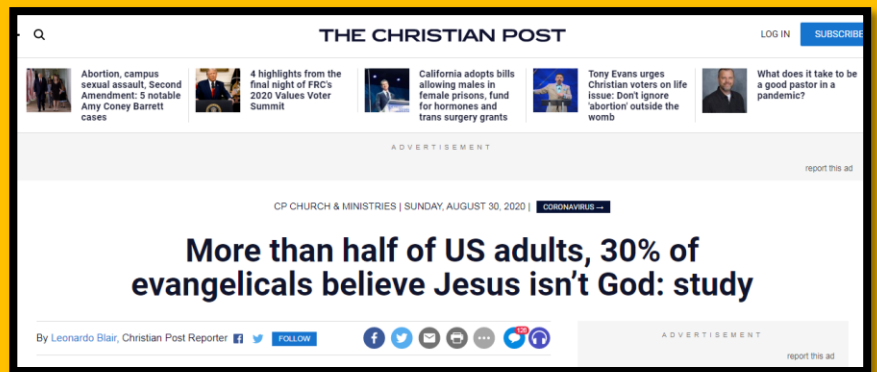 THE CHRISTIAN POST
LOG IN
SUBSCRIBE
Abortion, campus
sexual assault, Second
Amendment: 5 notable
Amy Coney Barrett
cases
4 highlights from the
final night of FRC's
2020 Values Voter
Summit
California adopts bills
allowing males in
female prisons, fund
for hormones and
trans surgery grants
Tony Evans urges
Christian voters on life
issue: Don't ignore
'abortion' outside the
womb
What does it take to be
a good pastor in a
pandemic?
ADVERTISEMENT
report this ad
CP CHURCH & MINISTRIES | SUNDAY, AUGUST 30, 2020 | CORONAVIRUS →
More than half of US adults, 30% of
evangelicals believe Jesus isn't God: study
By Leonardo Blair, Christian Post Reporter FOLLOW
ADVERTISEMENT
report this ad